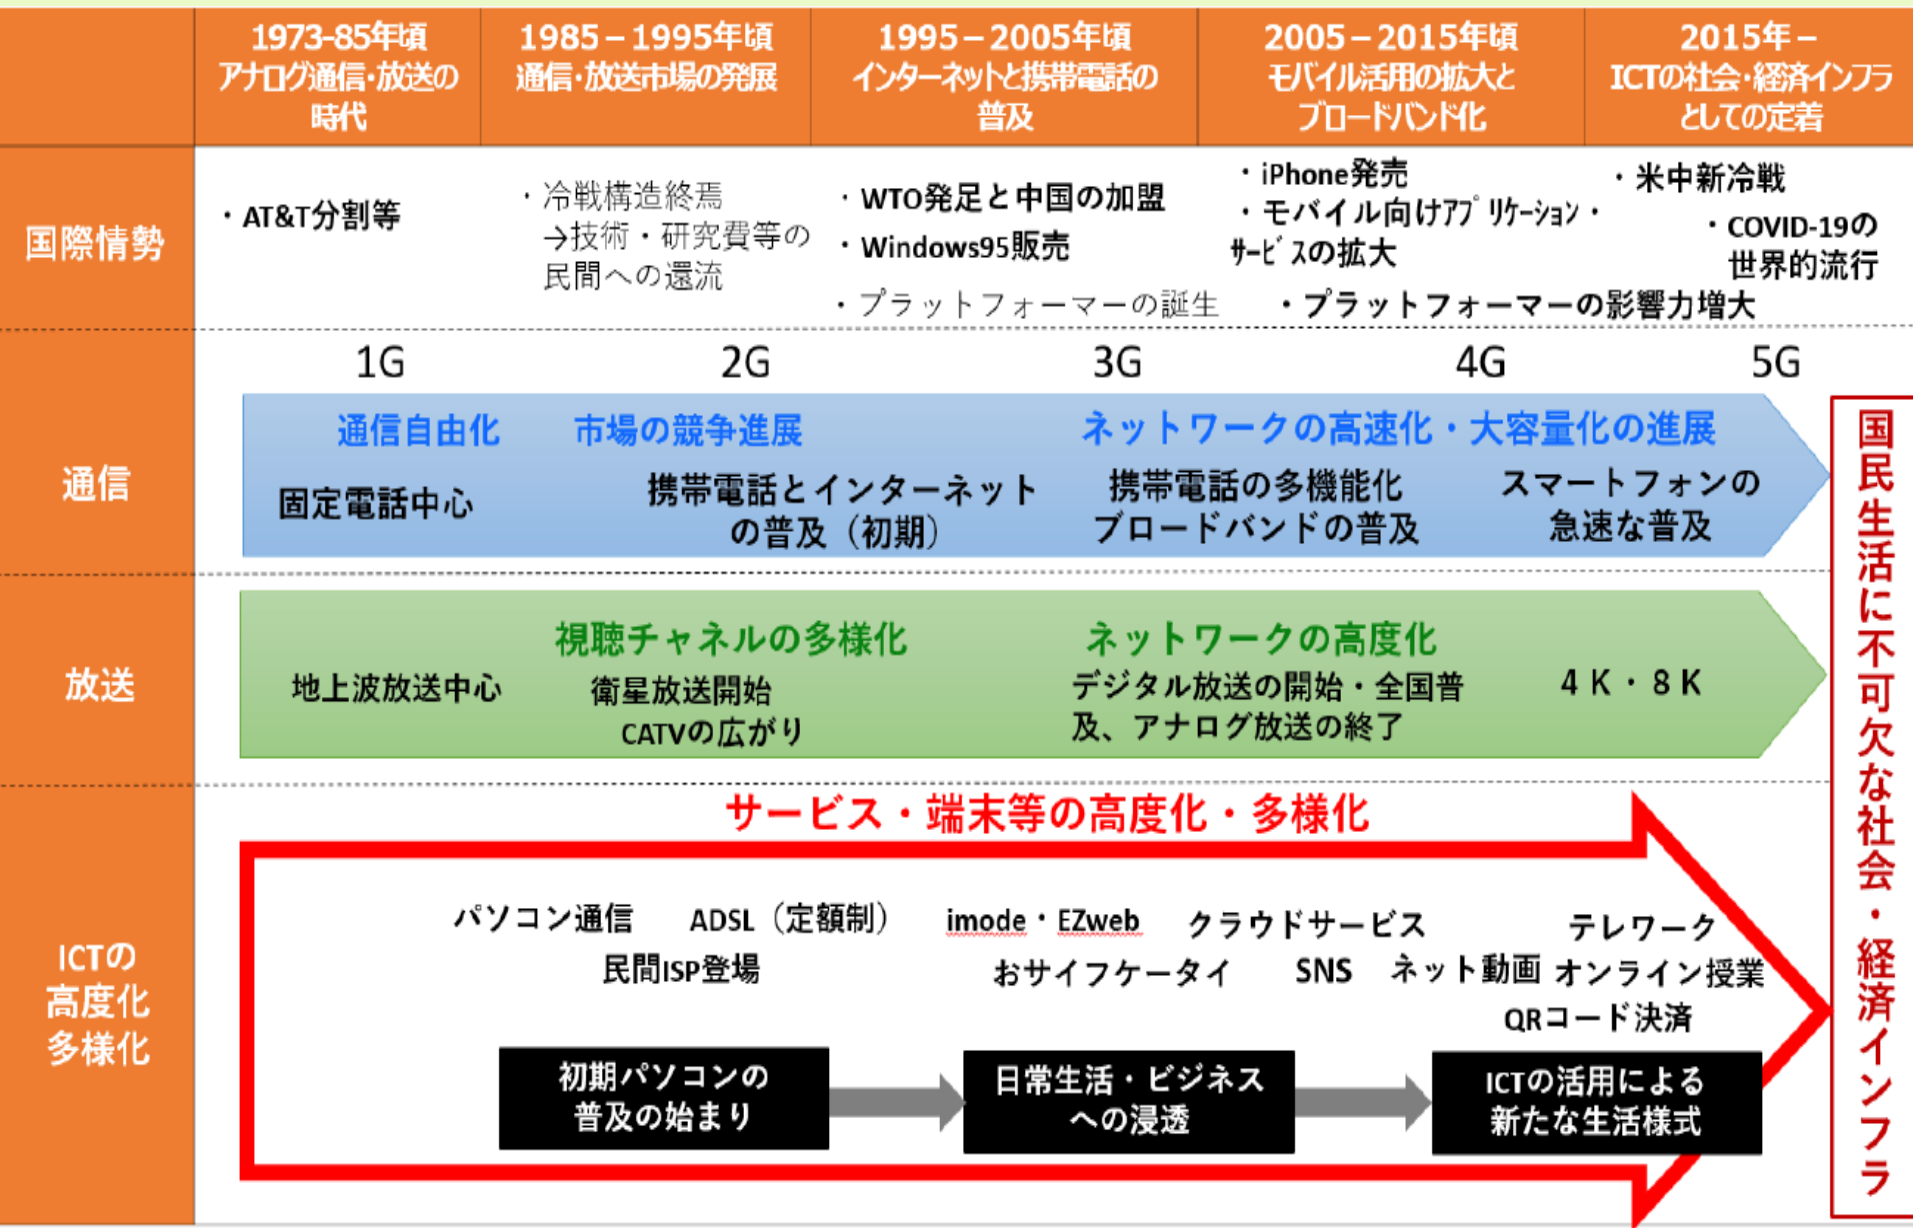 1973-85年頃
アナログ通信・放送の
時代
1985－1995年頃
通信・放送市場の発展
1995－2005年頃
インターネットと携帯電話の
普及
2005－2015年頃
モバイル活用の拡大と
ブロードバンド化
2015年－
ICTの社会・経済インフラ
としての定着
国際情勢
・AT&T分割等
・冷戦構造終焉
→技術・研究費等の
民間への還流
・WTO発足と中国の加盟
・Windows95販売
・プラットフォーマーの誕生
・iPhone発売
・モバイル向けｱﾌﾟﾘｹｰｼｮﾝ・
ｻｰﾋﾞｽの拡大
・プラットフォーマーの影響力増大
・米中新冷戦
・COVID-19の
世界的流行
通信
1G
2G
3G
4G
5G
通信自由化
市場の競争進展
ネットワークの高速化・大容量化の進展
固定電話中心
携帯電話とインターネット
の普及（初期）
携帯電話の多機能化
ブロードバンドの普及
スマートフォンの
急速な普及
放送
視聴チャネルの多様化
ネットワークの高度化
地上波放送中心
衛星放送開始
CATVの広がり
デジタル放送の開始・全国普
及、アナログ放送の終了
４Ｋ・８Ｋ
ICTの
高度化
多様化
サービス・端末等の高度化・多様化
パソコン通信
ADSL（定額制）
imode・EZweb
クラウドサービス
テレワーク
民間ISP登場
おサイフケータイ
SNS
ネット動画
オンライン授業
QRコード決済
初期パソコンの
普及の始まり
日常生活・ビジネス
への浸透
ICTの活用による
新たな生活様式
国民生活に不可欠な社会・経済インフラ